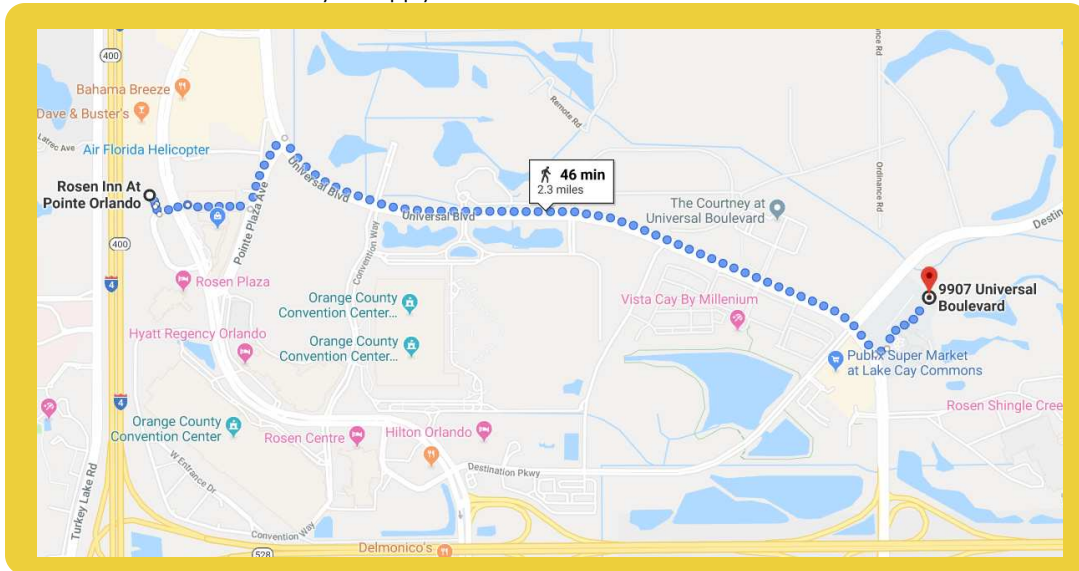 400
Bahama Breeze
Dave & Buster's
Latrec Ave
Air Florida Helicopter
Rosen Inn At
Pointe Orlando
Pointe Plaza Ave
Universal Blvd
Universal Blvd
Remote Rd
46 min
2.3 miles
nce Rd
Ordinance Rd
The Courtney at
Universal Boulevard
Destin
400
4
Rosen Plaza
Convention Way
9907 Universal
Boulevard
Orange County
Convention Center...
Vista Cay By Millenium
Hyatt Regency Orlando
Orange County
Convention Center...
Publix Super Market
at Lake Cay Commons
4
Orange County
Convention Center
Rosen Centre
Hilton Orlando
Rosen Shingle Cree
W Entrance Dr
Destination Pkwy
Turkey Lake Rd
Convention Way
528
Delmonico's